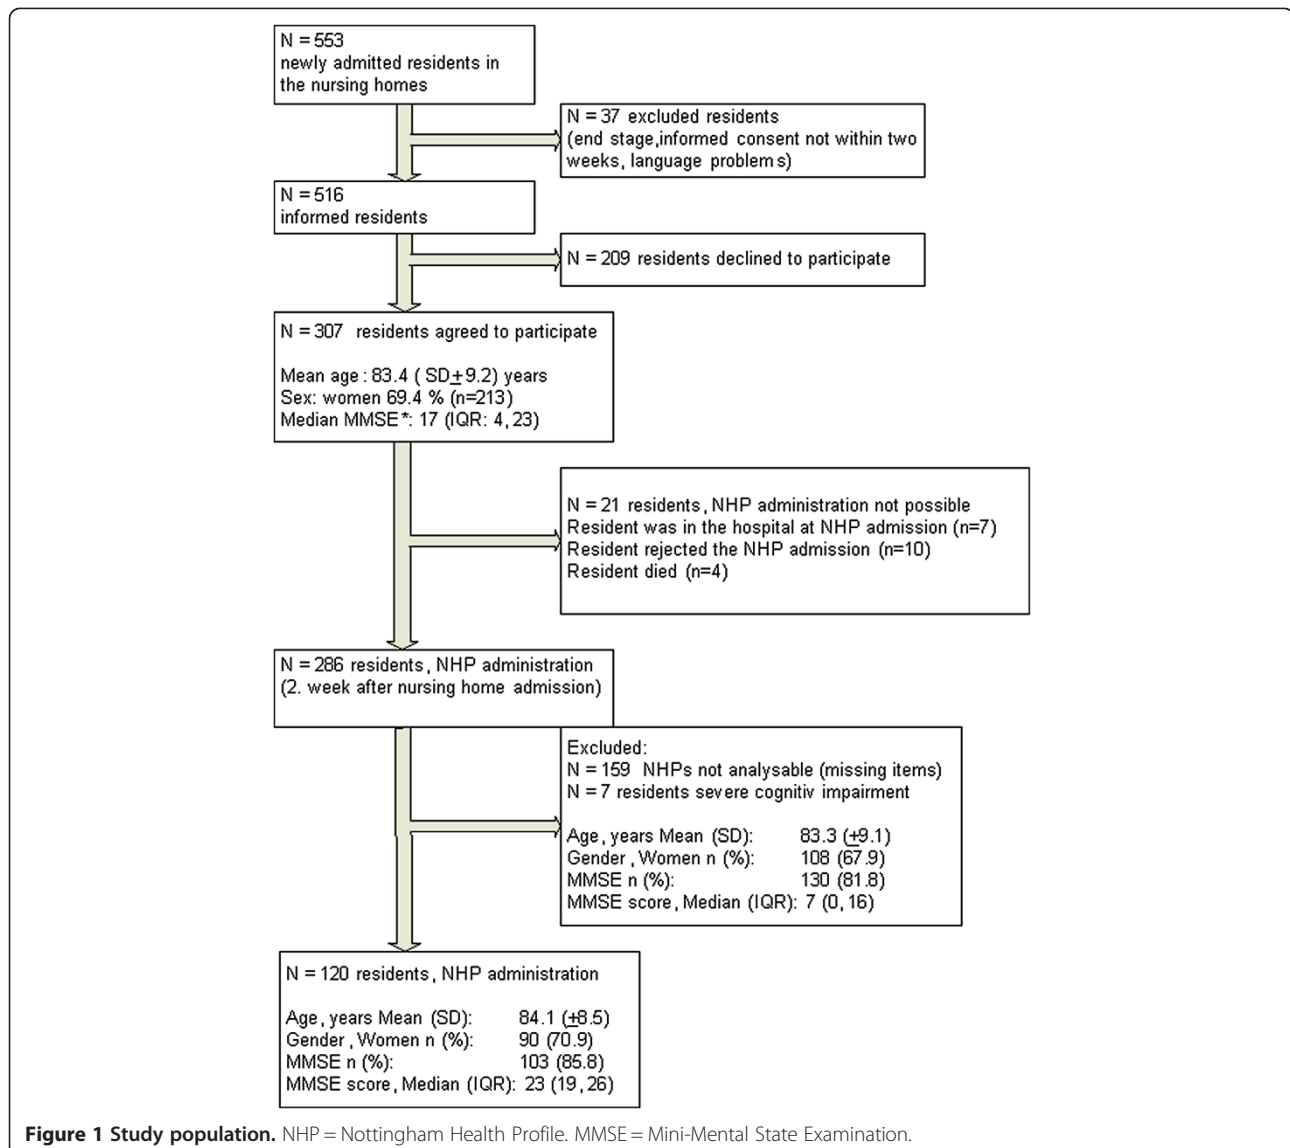 N = 553
newly admitted residents in
the nursing homes
N = 37 excluded residents
(end stage,informed consent not within two
weeks, language problems)
N = 516
informed residents
N = 209 residents declined to participate
N = 307 residents agreed to participate
Mean age : 83.4 ( SD±9.2) years
Sex: women 69.4 % (n=213)
Median MMSE*: 17 (IQR: 4, 23)
N = 21 residents, NHP administration not possible
Resident was in the hospital at NHP admission (n=7)
Resident rejected the NHP admission (n=10)
Resident died (n=4)
N = 286 residents, NHP administration
(2. week after nursing home admission)
Excluded:
N = 159 NHPs not analysable (missing items)
N = 7 residents severe cognitiv impairment
Age, years Mean (SD): 83.3 (±9.1)
Gender, Women n (%): 108 (67.9)
MMSE n (%): 130 (81.8)
MMSE score, Median (IQR): 7 (0, 16)
N = 120 residents, NHP administration
Age, years Mean (SD): 84.1 (±8.5)
Gender, Women n (%): 90 (70.9)
MMSE n (%): 103 (85.8)
MMSE score, Median (IQR): 23 (19, 26)
Figure 1 Study population. NHP = Nottingham Health Profile. MMSE = Mini-Mental State Examination.